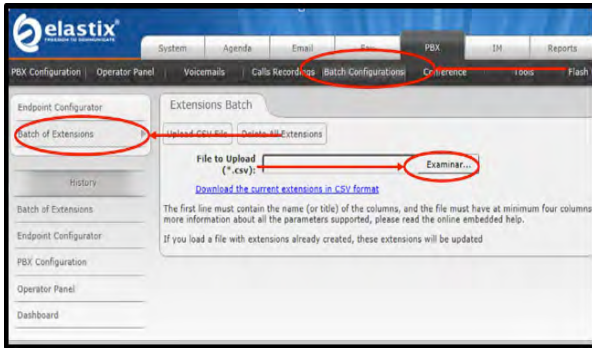 elastix
FREEDOM TO COMMUNICATE
System Agenda Email Fax PBX IM Reports
PBX Configuration Operator Panel Voicemails Calls Recordings Batch Configurations Conference Tools Flash
Endpoint Configurator
Batch of Extensions
History
Batch of Extensions
Endpoint Configurator
PBX Configuration
Operator Panel
Dashboard
Extensions Batch
Upload CSV File Delete All Extensions
File to Upload
(*.csv): Examinar...
Download the current extensions in CSV format
The first line must contain the name (or title) of the columns, and the file must have at minimum four columns
more information about all the parameters supported, please read the online embedded help.
If you load a file with extensions already created, these extensions will be updated